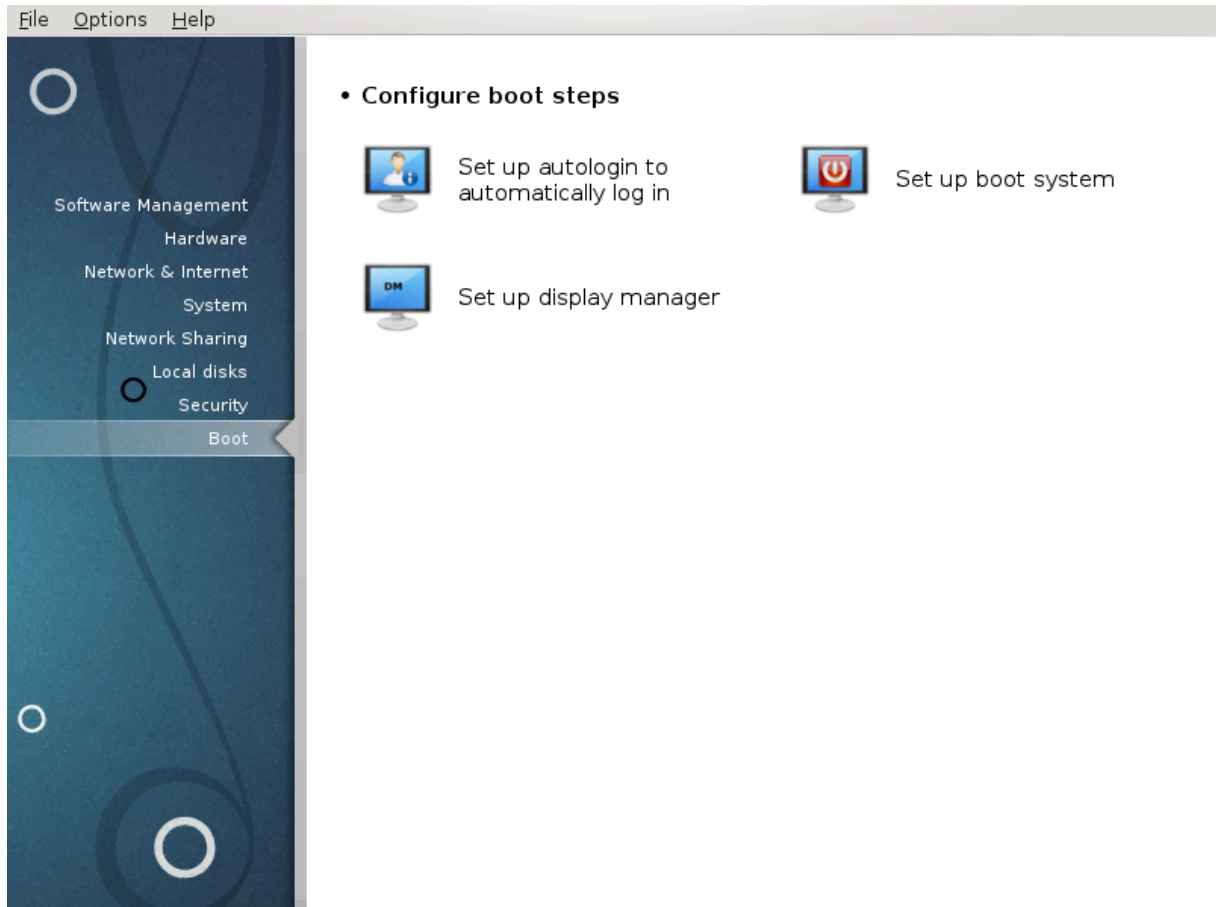 File Options Help
Software Management
Hardware
Network & Internet
System
Network Sharing
Local disks
Security
Boot
• Configure boot steps
Set up autologin to
automatically log in
Set up boot system
DM
Set up display manager